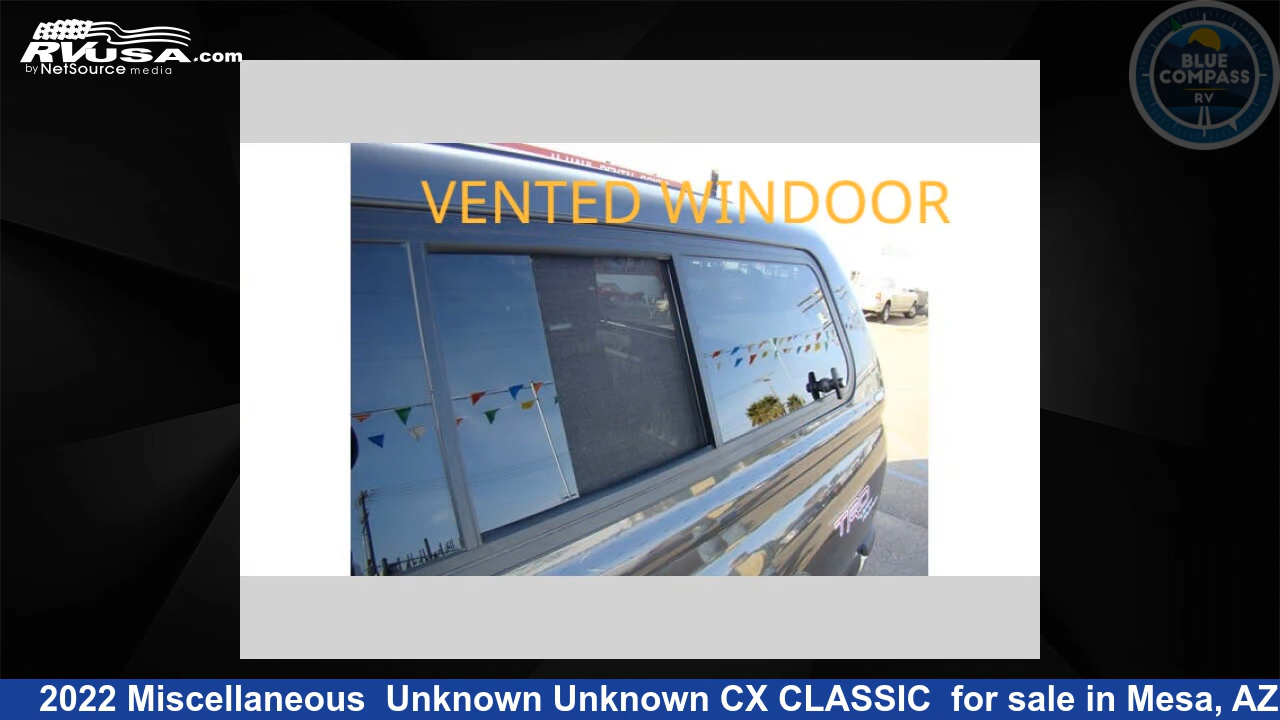 RVUSA.com
by NetSource media
BLUE
COMPASS
RV
VENTED WINDOOR
TRD
2022 Miscellaneous Unknown Unknown CX CLASSIC for sale in Mesa, AZ